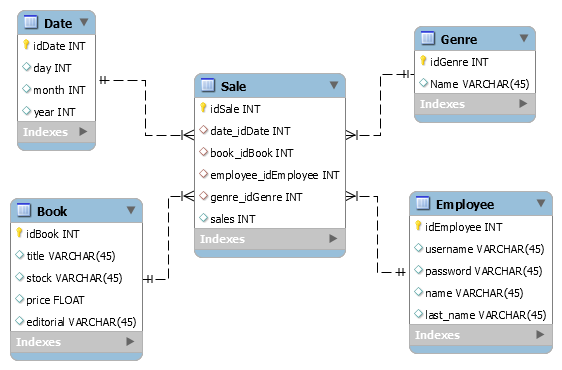 Date
idDate INT
day INT
month INT
year INT
Indexes
Sale
idSale INT
date_idDate INT
book_idBook INT
employee_idEmployee INT
genre_idGenre INT
sales INT
Indexes
Genre
idGenre INT
Name VARCHAR(45)
Indexes
Book
idBook INT
title VARCHAR(45)
stock VARCHAR(45)
price FLOAT
editorial VARCHAR(45)
Indexes
Employee
idEmployee INT
username VARCHAR(45)
password VARCHAR(45)
name VARCHAR(45)
last_name VARCHAR(45)
Indexes